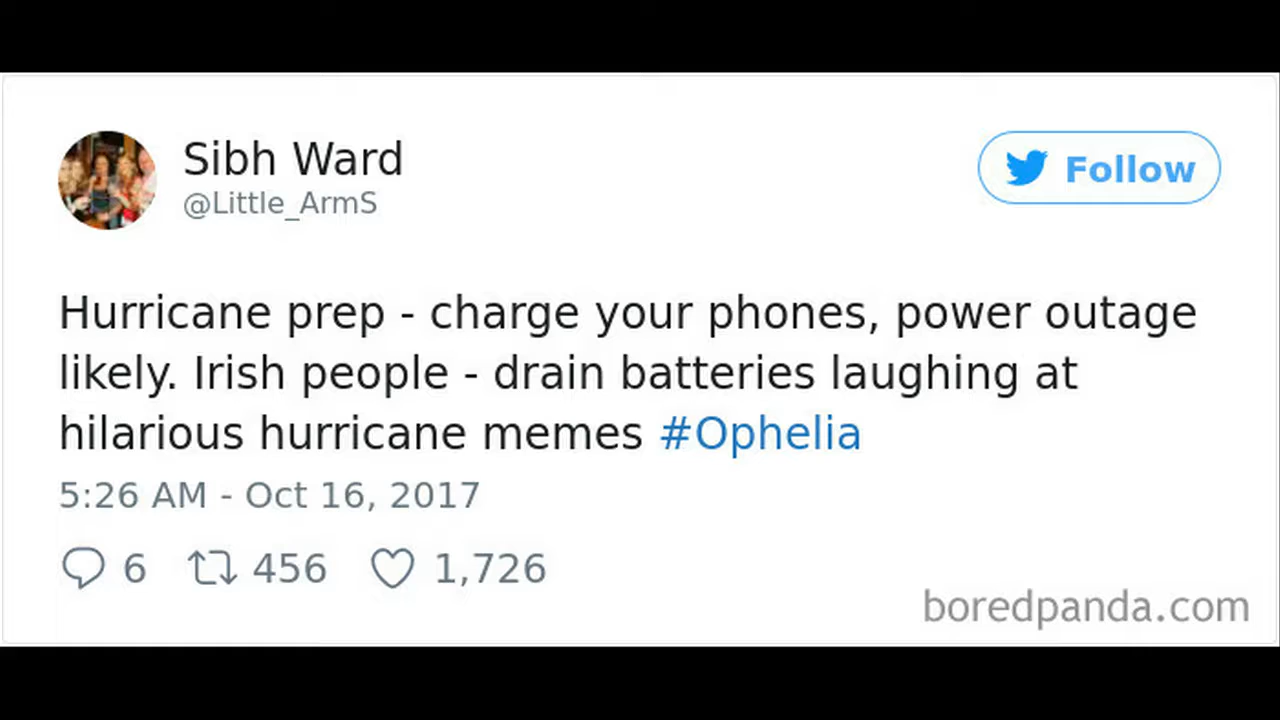 Sibh Ward
@Little_ArmS
Follow
Hurricane prep - charge your phones, power outage
likely. Irish people - drain batteries laughing at
hilarious hurricane memes #Ophelia
5:26 AM - Oct 16, 2017
6 456 1,726
boredpanda.com